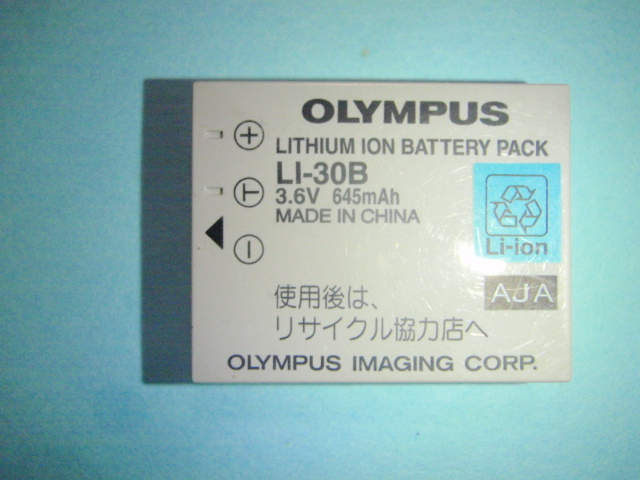 OLYMPUS
LITHIUM ION BATTERY PACK
LI-30B
3.6V 645mAh
MADE IN CHINA
+
T
−
Li-ion
AJA
使用後は、
リサイクル協力店へ
OLYMPUS IMAGING CORP.